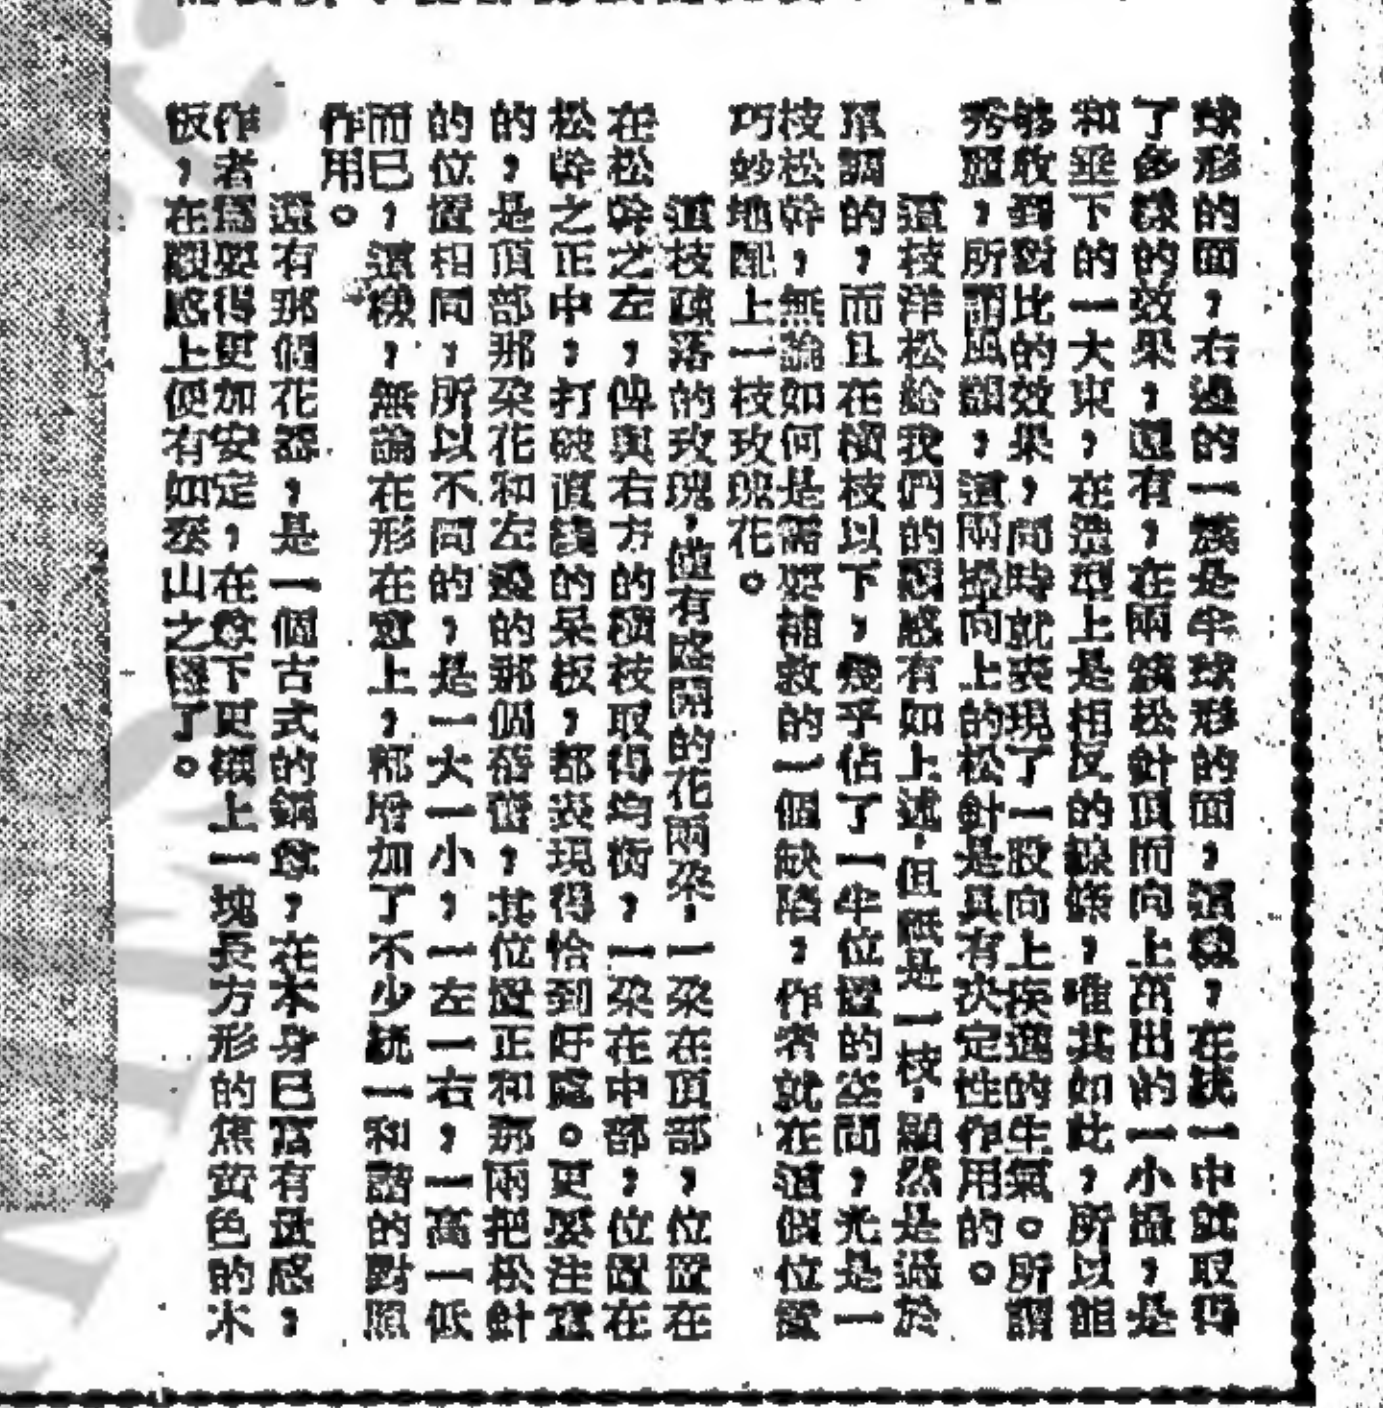 球形的面，右邊的一簇是半球形的面，這樣，在統一中就取得
了多樣的效果，還有，在兩簇松針頂而向上茁出的一小撮，是
和垂下的一大束，在造型上是相反的線條，唯其如此，所以能
够收到對比的效果，同時就表現了一股向上疾邁的生氣。所謂
秀麗，所謂風韻，這兩撮向上的松針是具有決定性作用的。
這枝洋松給我們的觀感有如上述，但祗是一枝，顯然是過於
單調的，而且在橫枝以下，幾乎佔了一半位置的空間，光是一
枝松幹，無論如何是需要補救的一個缺陷，作者就在這個位置
巧妙地配上一枝玫瑰花。
這枝疏落的玫瑰，僅有盛開的花兩朶，一朶在頂部，位置在
在松幹之左，俾與右方的橫枝取得均衡，一朶在中部，位置在
松幹之正中，打破直綫的呆板，都表現得恰到好處。更要注意
的，是頂部那朶花和左邊的那個蓓蕾，其位置正和那兩把松針
的位置相同，所以不同的，是一大一小，一左一右，一高一低
而已，這樣，無論在形在意上，都增加了不少統一和諧的對照
作用。
還有那個花器，是一個古式的銅，在本身已富有量感，
作者爲要得更加安定，在下更襯上一塊長方形的焦黃色的木
板，在觀感上便有如泰山之穩了。